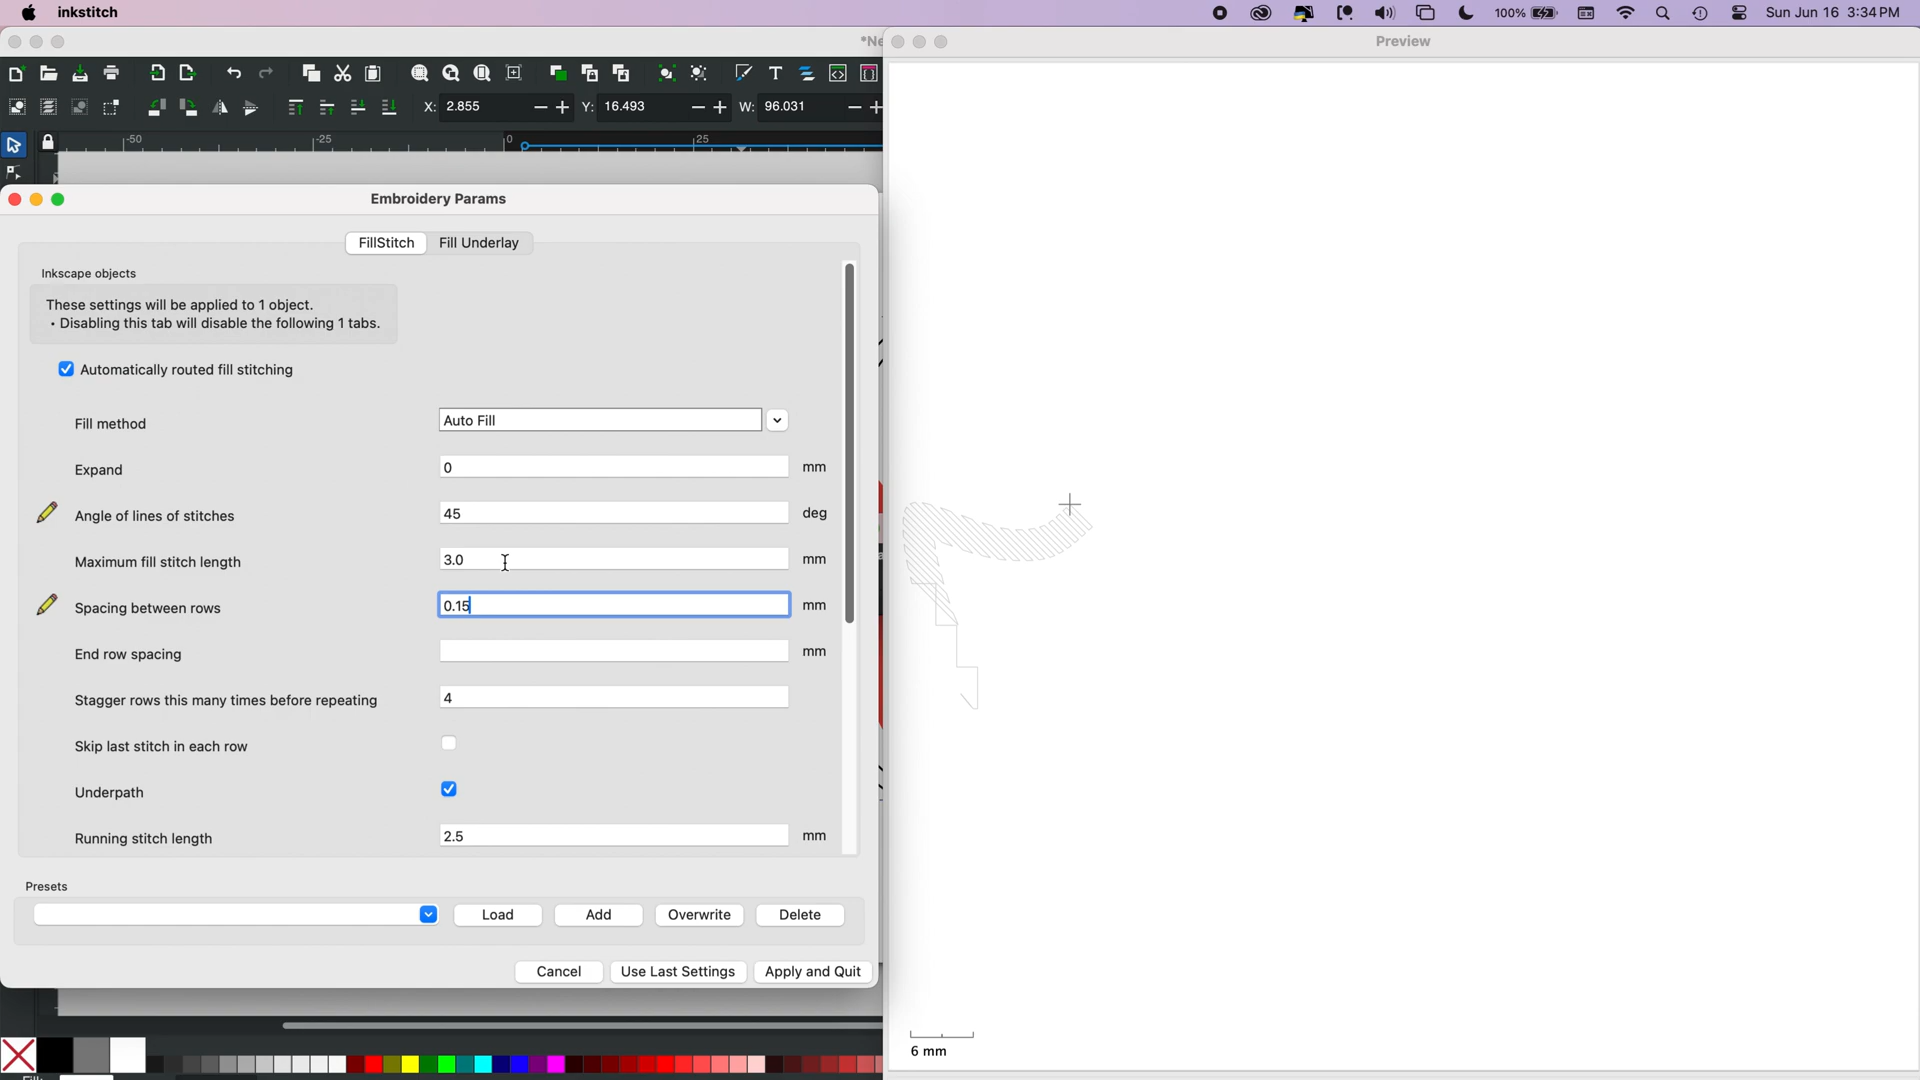 inkstitch
100%
Sun Jun 16 3:34 PM
*Ne
Preview
X: 2.855
Y: 16.493
W: 96.031
-50
-25
0
25
Embroidery Params
FillStitch
Fill Underlay
Inkscape objects
These settings will be applied to 1 object.
• Disabling this tab will disable the following 1 tabs.
Automatically routed fill stitching
Fill method
Auto Fill
Expand
0
mm
Angle of lines of stitches
45
deg
Maximum fill stitch length
3.0
mm
Spacing between rows
0.15
mm
End row spacing
mm
Stagger rows this many times before repeating
4
Skip last stitch in each row
Underpath
Running stitch length
2.5
mm
Presets
Load
Add
Overwrite
Delete
Cancel
Use Last Settings
Apply and Quit
6 mm